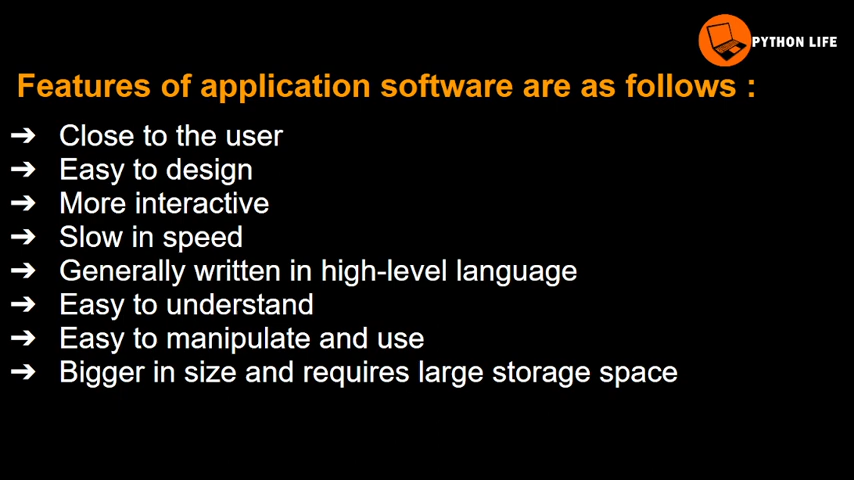 PYTHON LIFE
Features of application software are as follows :
➔ Close to the user
➔ Easy to design
➔ More interactive
➔ Slow in speed
➔ Generally written in high-level language
➔ Easy to understand
➔ Easy to manipulate and use
➔ Bigger in size and requires large storage space